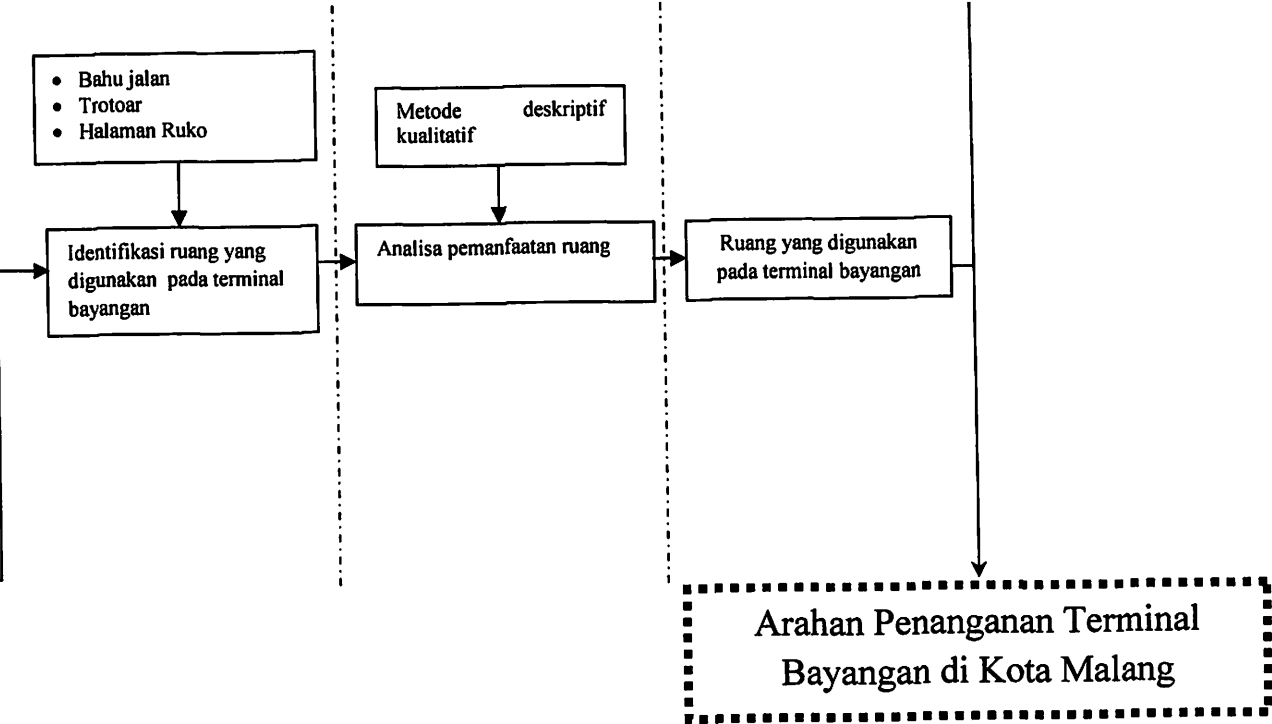 • Bahu jalan
• Trotoar
• Halaman Ruko
Metode deskriptif
kualitatif
Identifikasi ruang yang
digunakan pada terminal
bayangan
Analisa pemanfaatan ruang
Ruang yang digunakan
pada terminal bayangan
Arahan Penanganan Terminal
Bayangan di Kota Malang